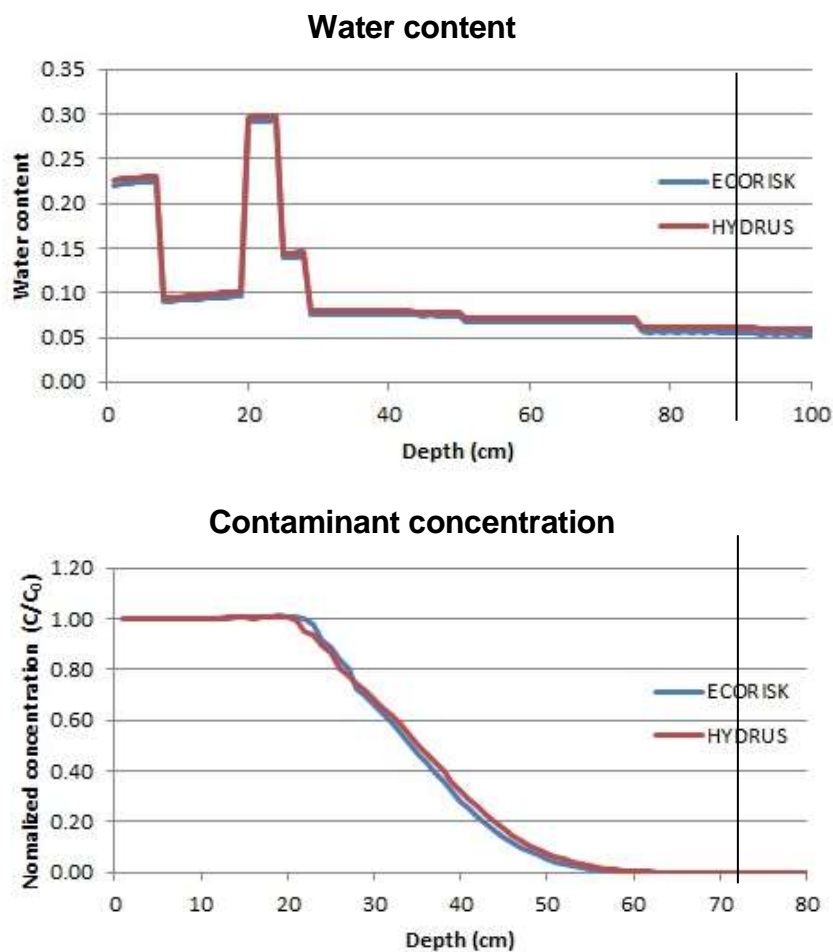 Water content
0.35
0.30
0.25
0.20
0.15
0.10
0.05
0.00
Water content
ECORISK
HYDRUS
0 20 40 60 80 100
Depth (cm)
Contaminant concentration
1.20
1.00
0.80
0.60
0.40
0.20
0.00
Nomalized concentration (C/C₀)
ECORISK
HYDRUS
0 10 20 30 40 50 60 70 80
Depth (cm)